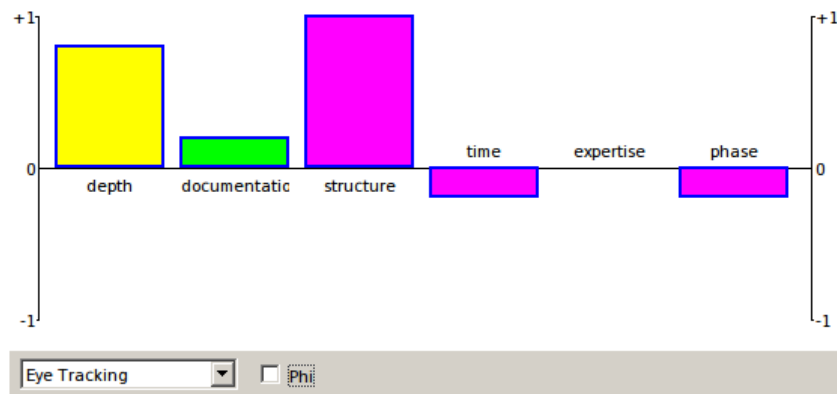 +1 +1
time expertise phase
0 0
depth documentatio structure
-1 -1
Eye Tracking Phi